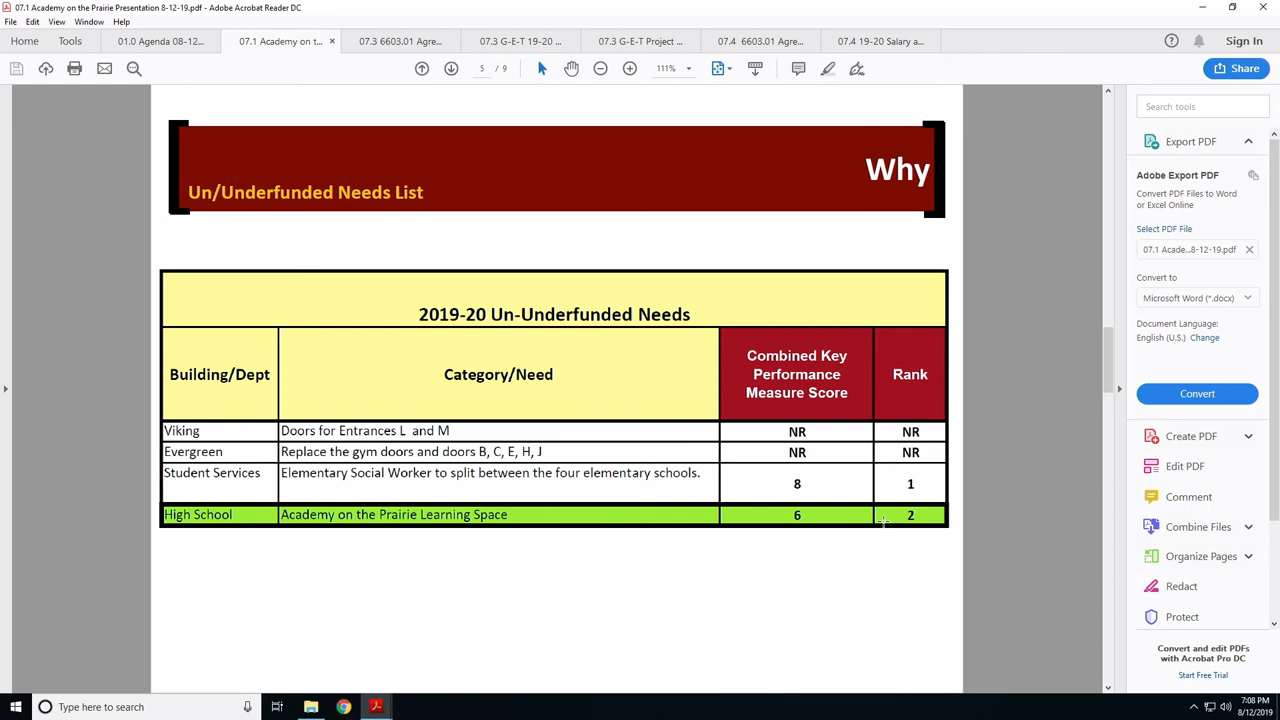 07.1 Academy on the Prairie Presentation 8-12-19.pdf - Adobe Acrobat Reader DC
File Edit View Window Help
Home Tools 01.0 Agenda 08-12... 07.1 Academy on t... × 07.3 6603.01 Agre... 07.3 G-E-T 19-20 ... 07.3 G-E-T Project ... 07.4 6603.01 Agre... 07.4 19-20 Salary a... Sign In
5 / 9 111% Share
Why
Un/Underfunded Needs List
2019-20 Un-Underfunded Needs
Building/Dept Category/Need Combined Key Performance Measure Score Rank
Viking Doors for Entrances L and M NR NR
Evergreen Replace the gym doors and doors B, C, E, H, J NR NR
Student Services Elementary Social Worker to split between the four elementary schools. 8 1
High School Academy on the Prairie Learning Space 6 2
Search tools
Export PDF
Adobe Export PDF
Convert PDF Files to Word
or Excel Online
Select PDF File
07.1 Acade...8-12-19.pdf
Convert to
Microsoft Word (*.docx)
Document Language:
English (U.S.) Change
Convert
Create PDF
Edit PDF
Comment
Combine Files
Organize Pages
Redact
Protect
Convert and edit PDFs
with Acrobat Pro DC
Start Free Trial
Type here to search
7:08 PM
8/12/2019